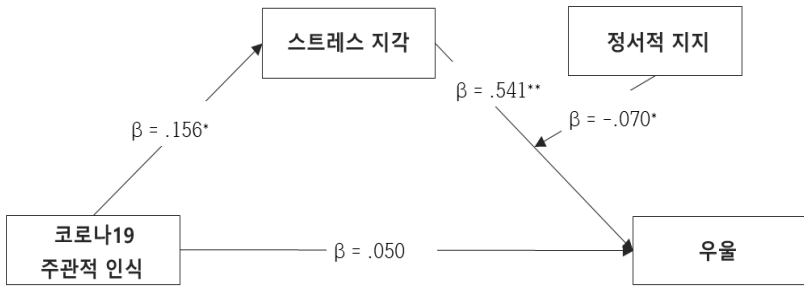 스트레스 지각
정서적 지지
β = .541**
β = -.070*
β = .156*
코로나19
주관적 인식
β = .050
우울